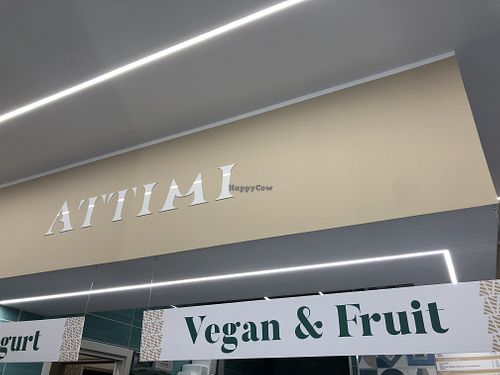 ATTIMI
HappyCow
gurt
Vegan & Fruit